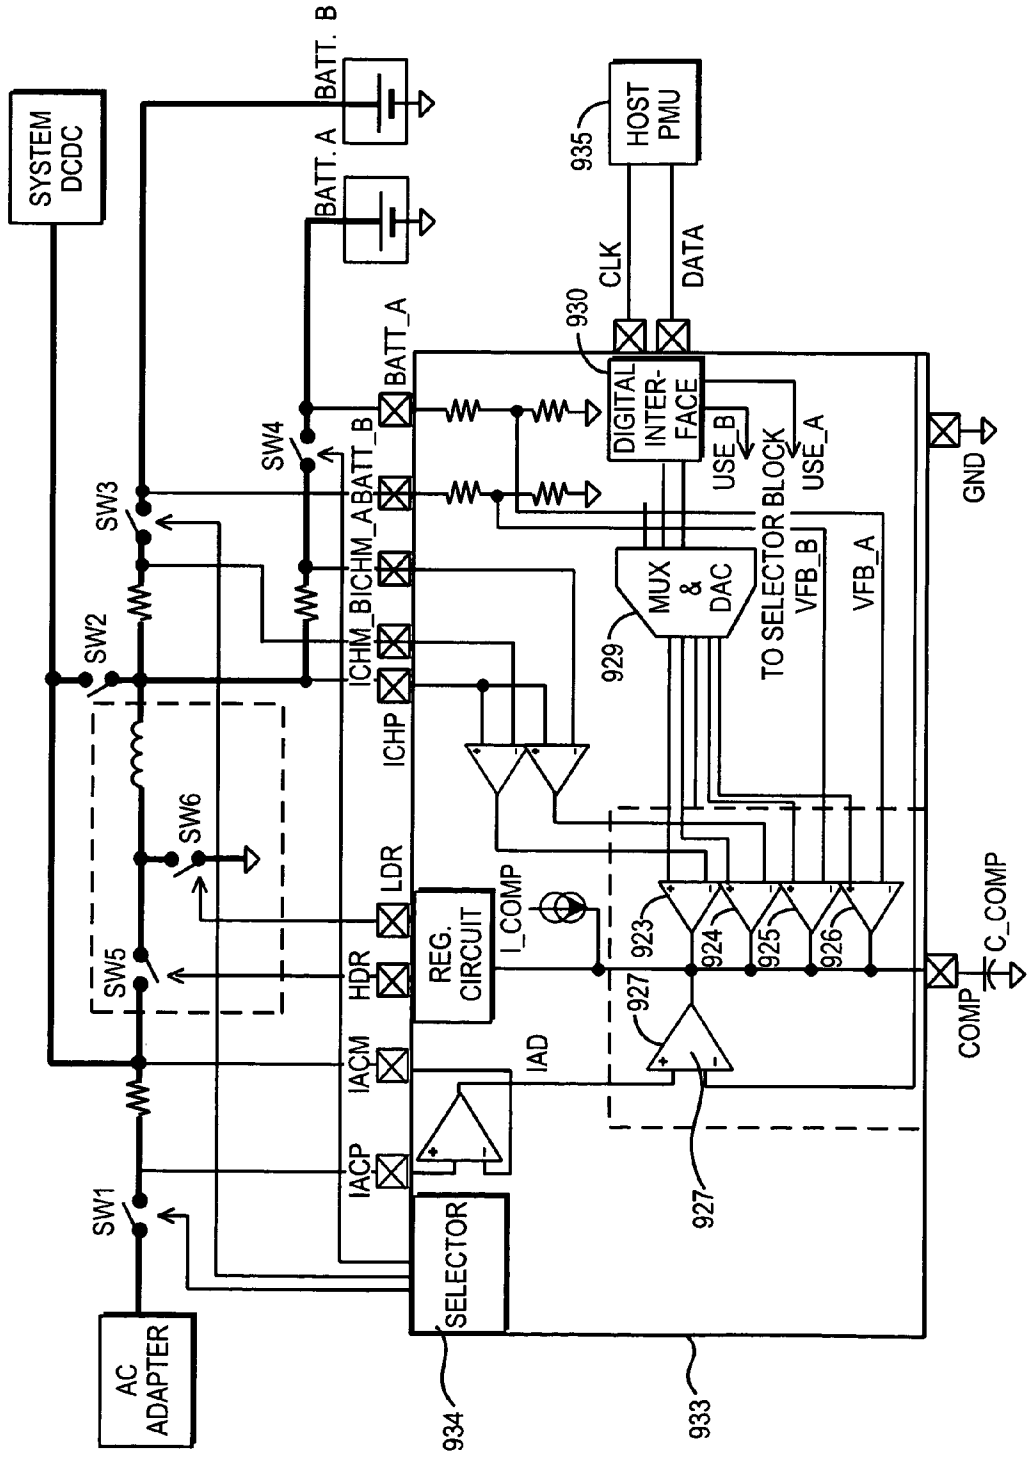 SYSTEM
DCDC
BATT. B
BATT. A
SW3
SW2
SW4
SW6
SW5
SW1
AC
ADAPTER
BATT_A
BATT_B
ICHM_A
ICHM_B
ICHP
LDR
HDR
IACM
IACP
HOST
PMU
935
CLK
DATA
930
DIGITAL
INTER-
FACE
USE_B
USE_A
TO SELECTOR BLOCK
MUX
&
DAC
929
VFB_B
VFB_A
GND
REG.
CIRCUIT
I_COMP
IAD
+
-
+
-
+
-
+
-
+
-
+
-
+
-
+
-
923
924
925
926
927
927
COMP
C_COMP
SELECTOR
934
933